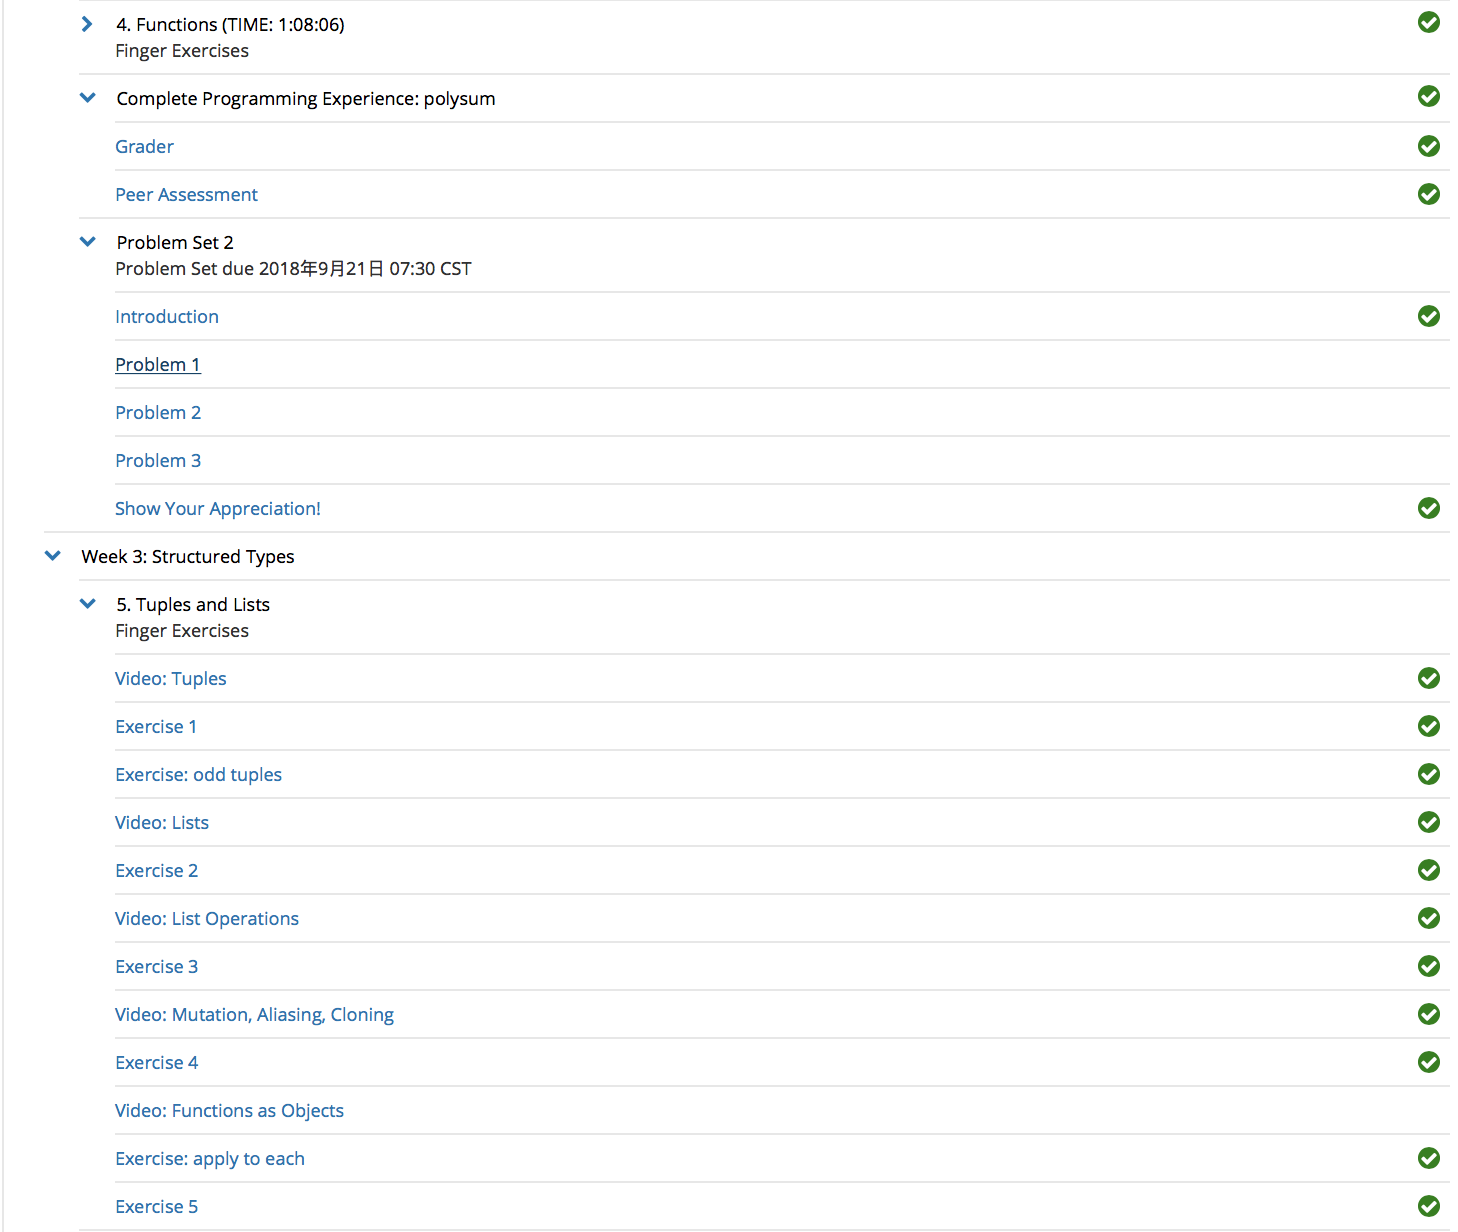 4. Functions (TIME: 1:08:06)
Finger Exercises
Complete Programming Experience: polysum
Grader
Peer Assessment
Problem Set 2
Problem Set due 2018年9月21日 07:30 CST
Introduction
Problem 1
Problem 2
Problem 3
Show Your Appreciation!
Week 3: Structured Types
5. Tuples and Lists
Finger Exercises
Video: Tuples
Exercise 1
Exercise: odd tuples
Video: Lists
Exercise 2
Video: List Operations
Exercise 3
Video: Mutation, Aliasing, Cloning
Exercise 4
Video: Functions as Objects
Exercise: apply to each
Exercise 5